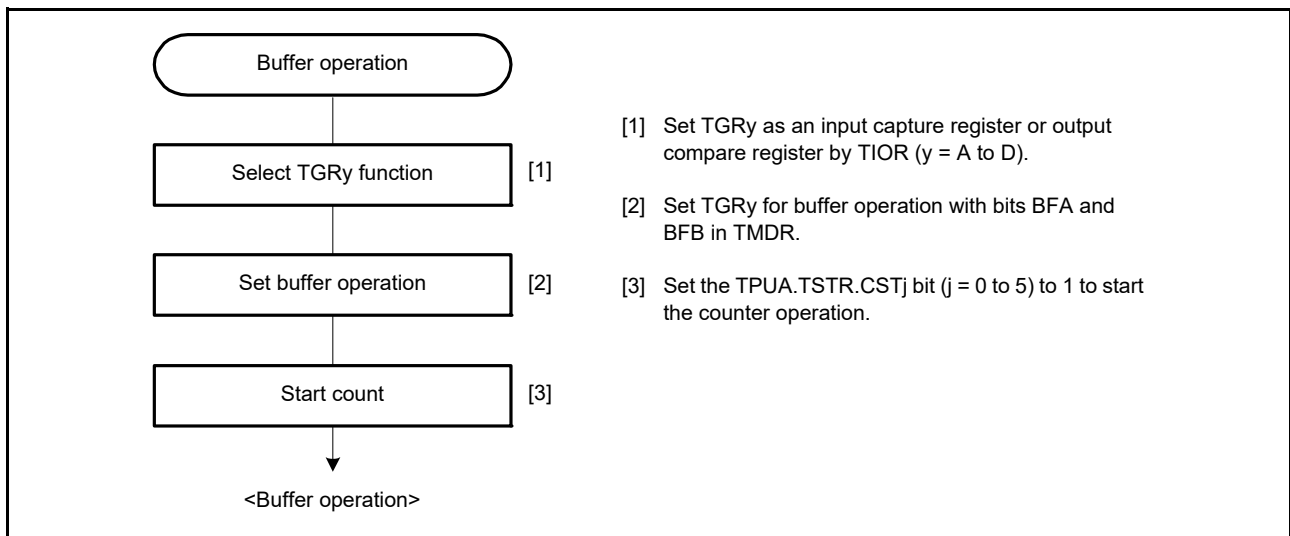 Buffer operation
Select TGRy function
[1]
Set buffer operation
[2]
Start count
[3]
<Buffer operation>
[1] Set TGRy as an input capture register or output
compare register by TIOR (y = A to D).
[2] Set TGRy for buffer operation with bits BFA and
BFB in TMDR.
[3] Set the TPUA.TSTR.CSTj bit (j = 0 to 5) to 1 to start
the counter operation.